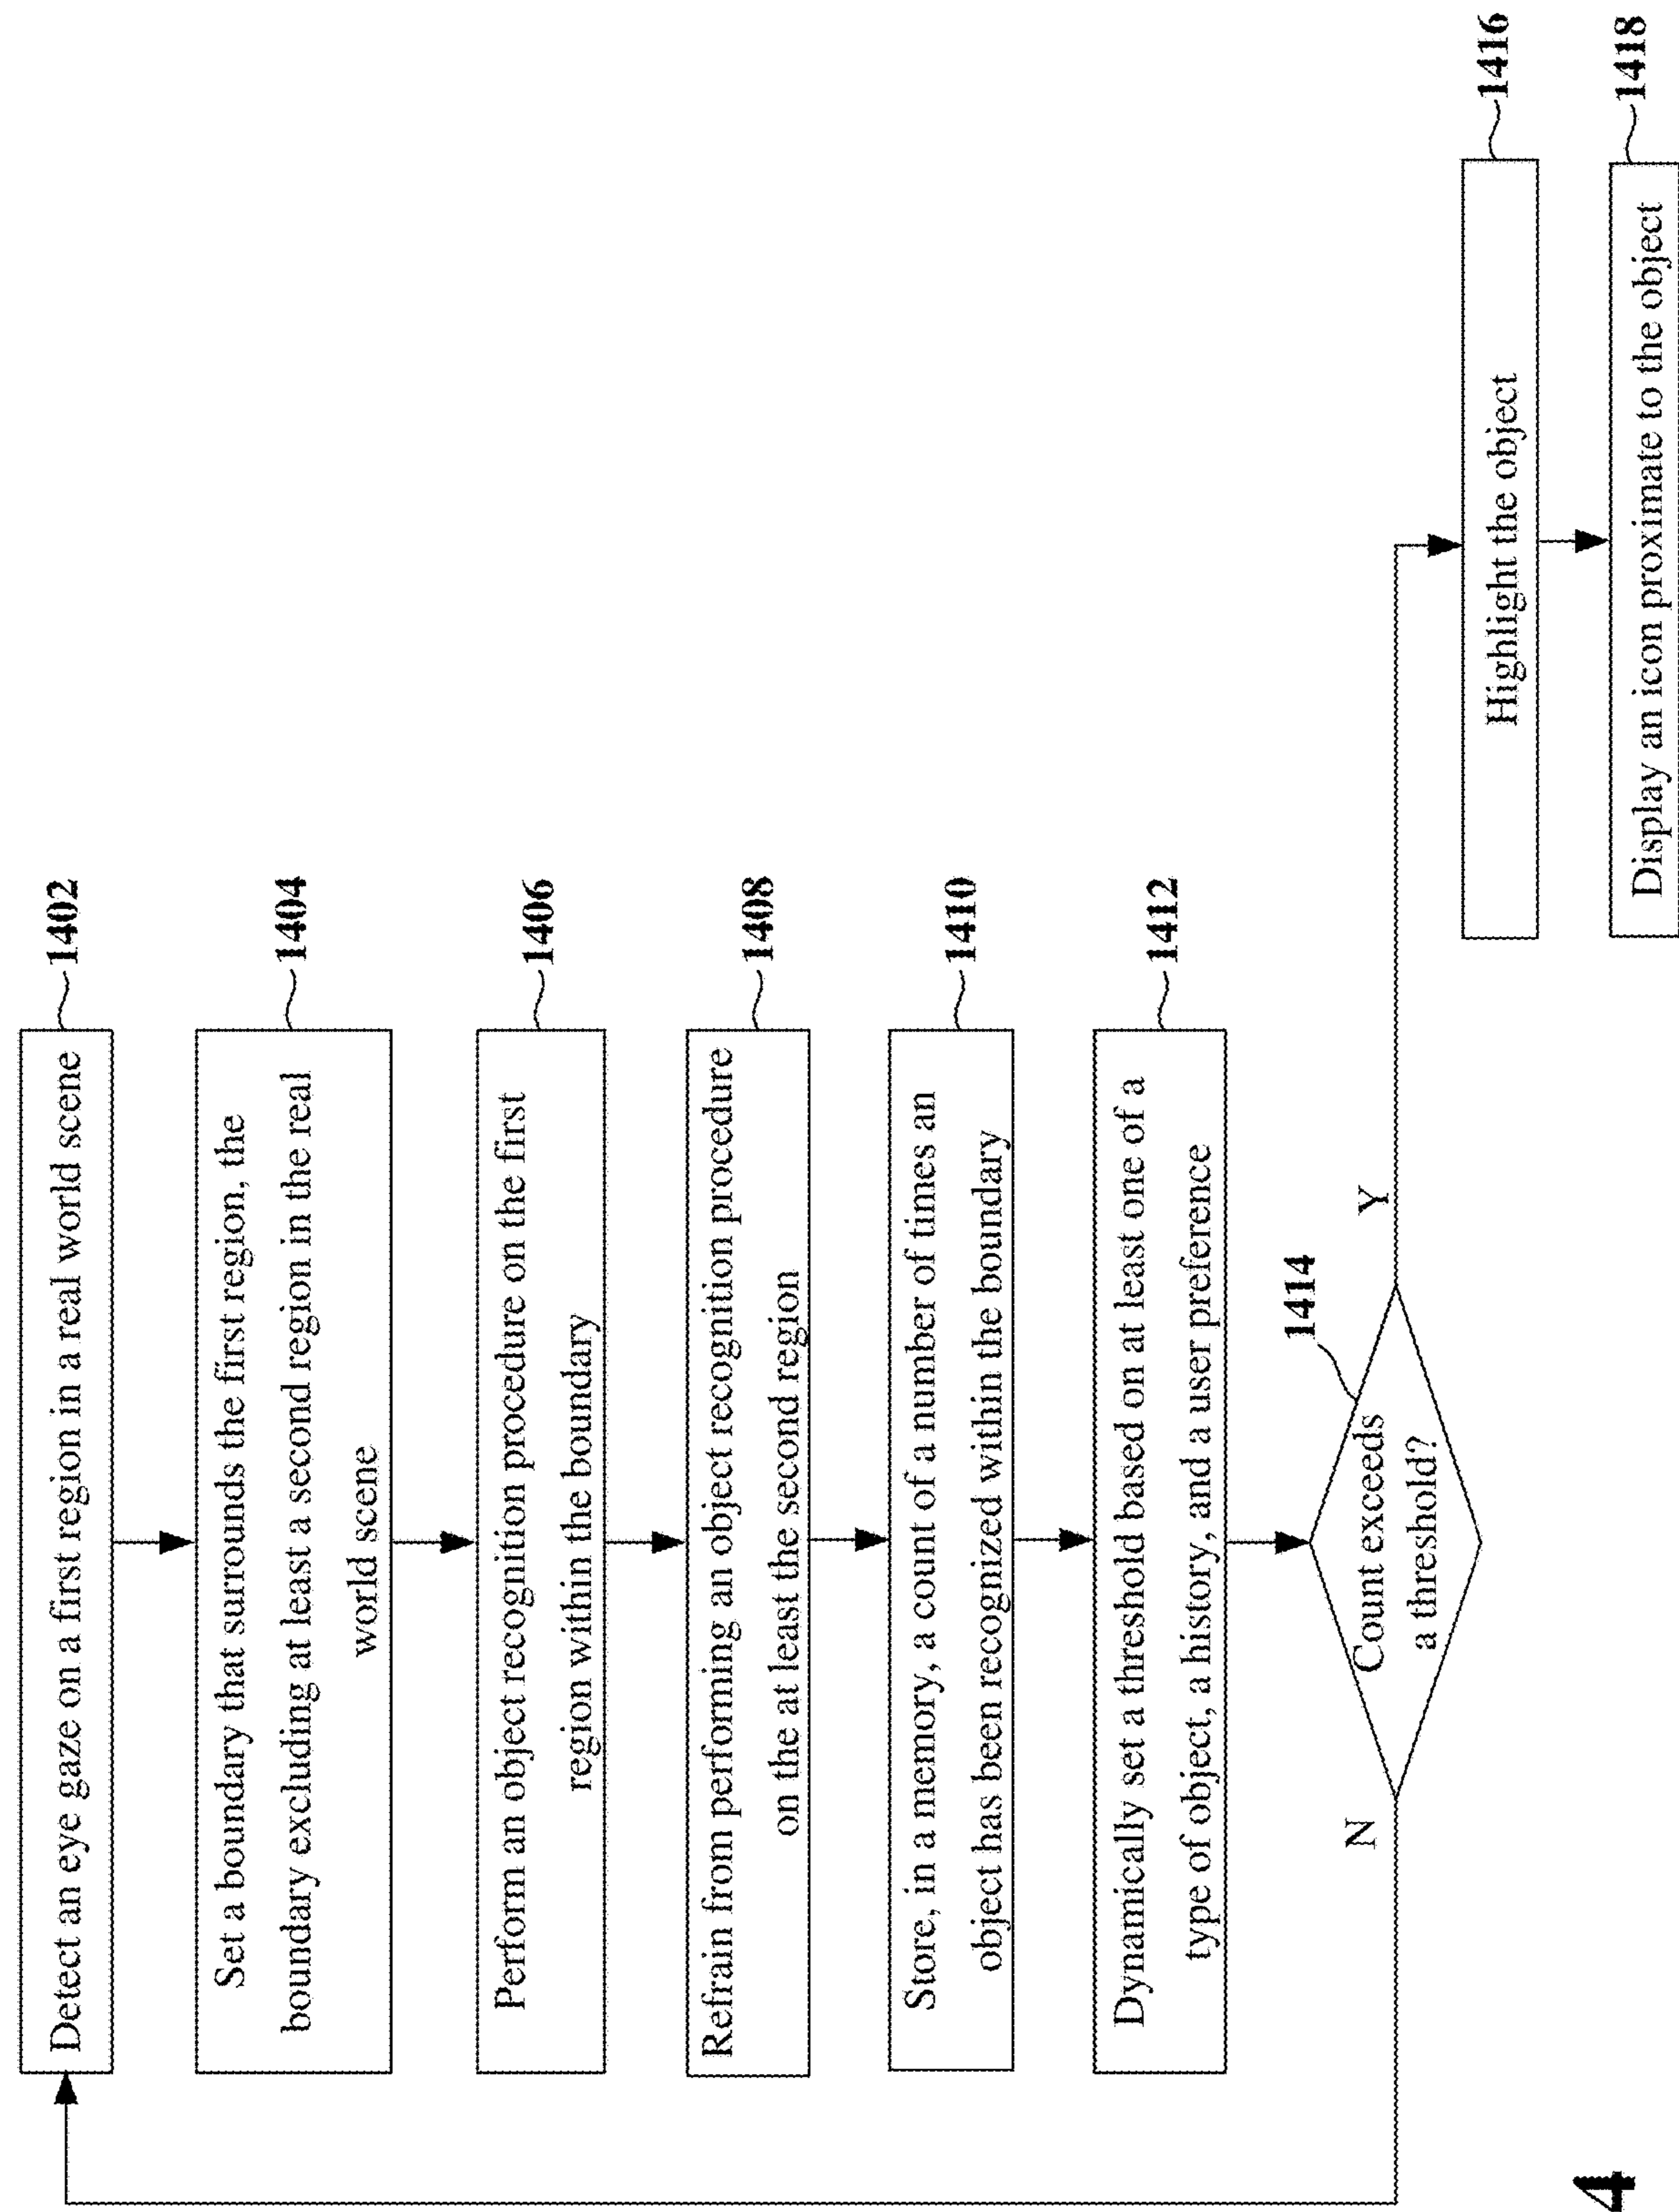 Detect an eye gaze on a first region in a real world scene
1402
Set a boundary that surrounds the first region, the
boundary excluding at least a second region in the real
world scene
1404
Perform an object recognition procedure on the first
region within the boundary
1406
Refrain from performing an object recognition procedure
on the at least the second region
1408
Store, in a memory, a count of a number of times an
object has been recognized within the boundary
1410
Dynamically set a threshold based on at least one of a
type of object, a history, and a user preference
1412
1414
Count exceeds
a threshold?
N
Y
Highlight the object
1416
Display an icon proximate to the object
1418
4